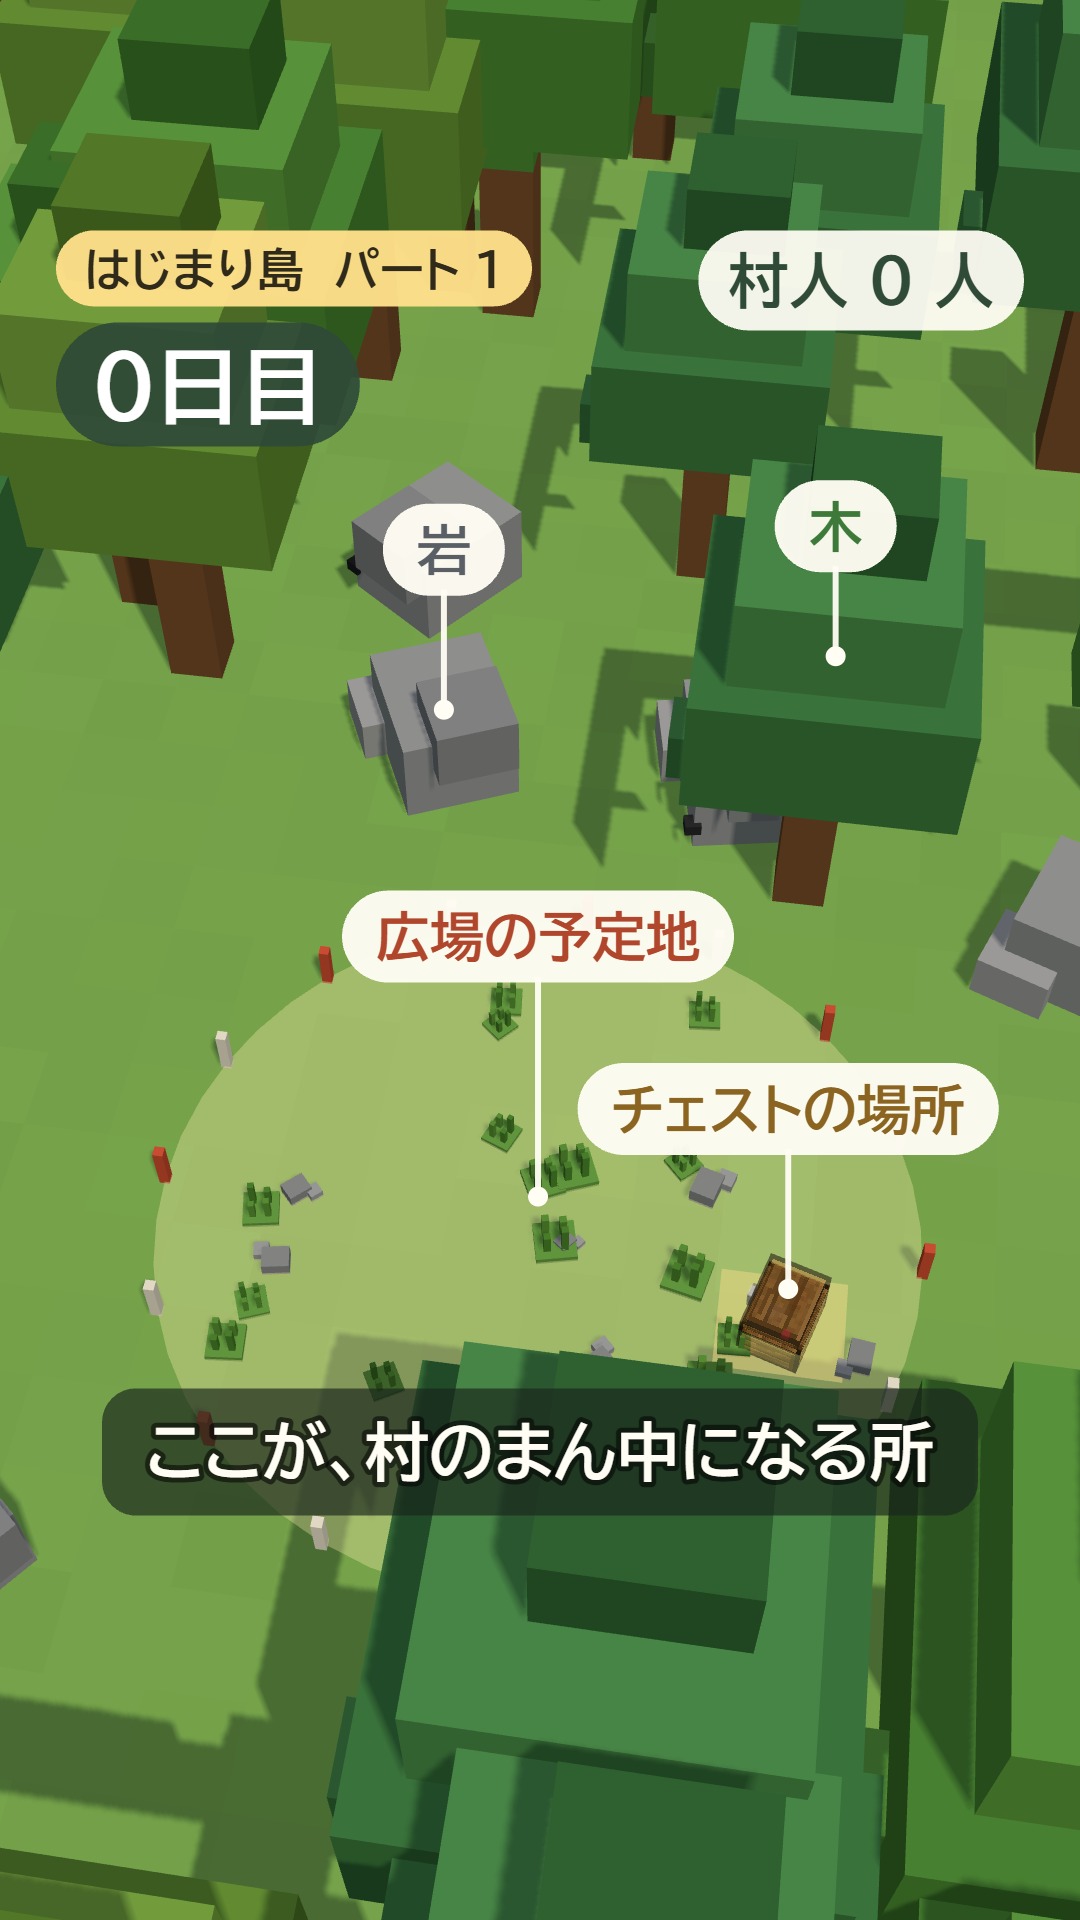 はじまり島 パート 1
村人 0 人
0日目
岩
木
広場の予定地
チェストの場所
ここが、村のまん中になる所